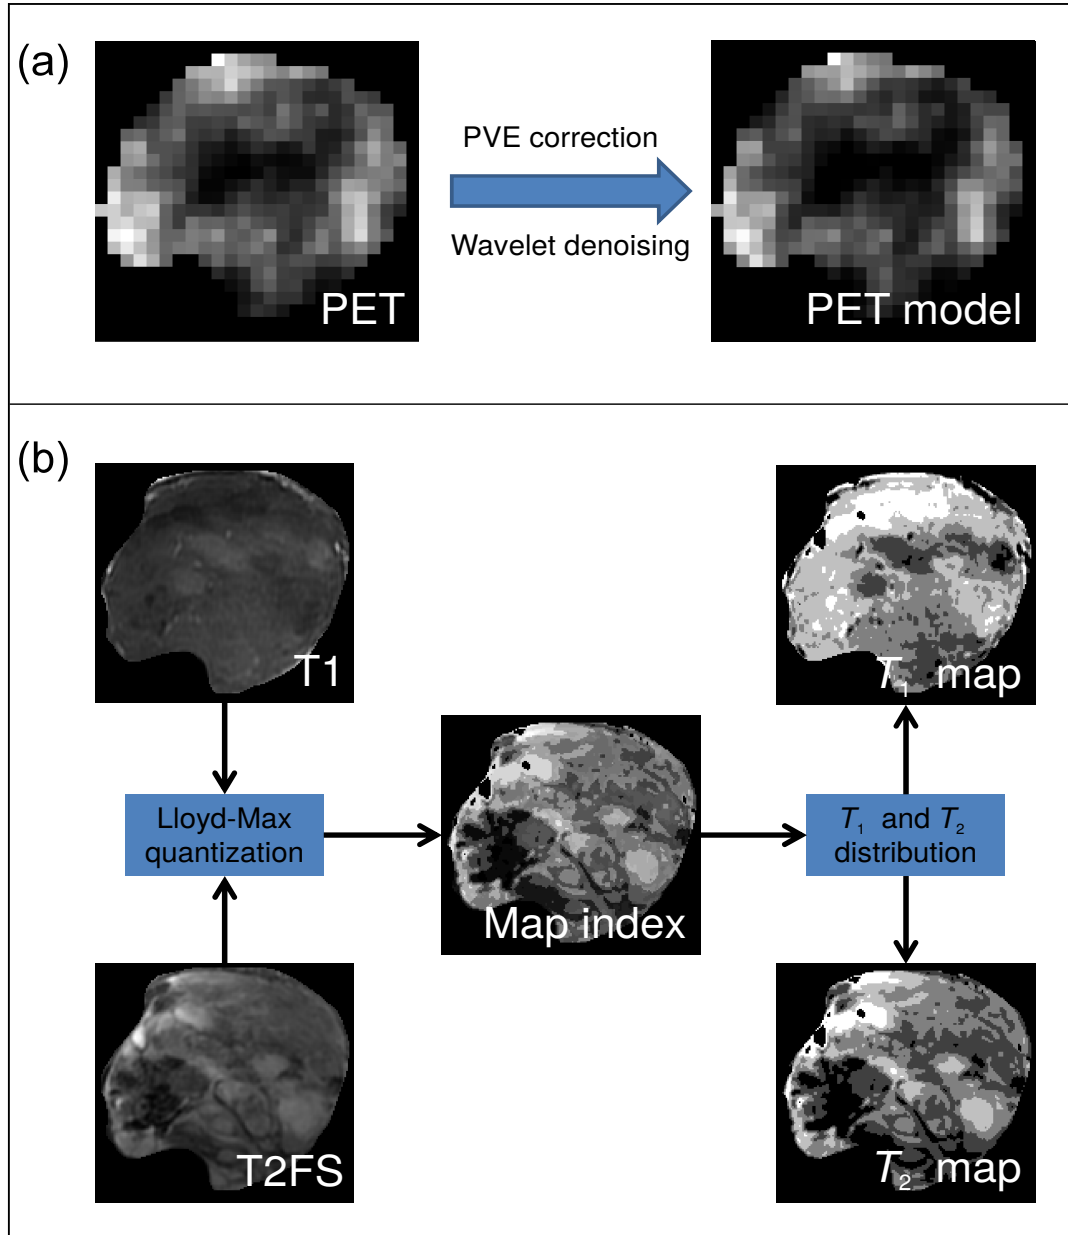 (a)
PVE correction
Wavelet denoising
PET
PET model
(b)
T1
T₁ map
Lloyd-Max
quantization
Map index
T₁ and T₂
distribution
T2FS
T₂ map